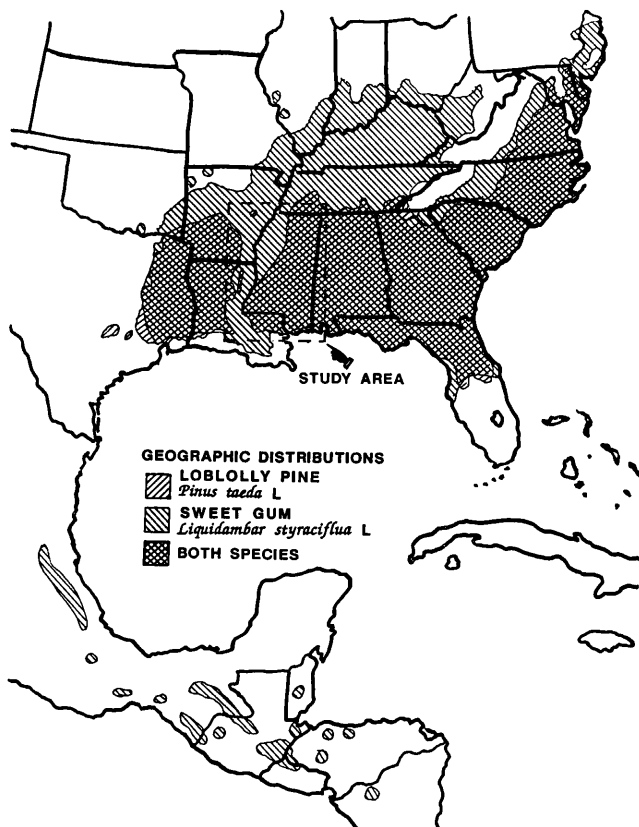 STUDY AREA
GEOGRAPHIC DISTRIBUTIONS
LOBLOLLY PINE
Pinus taeda L
SWEET GUM
Liquidambar styraciflua L
BOTH SPECIES